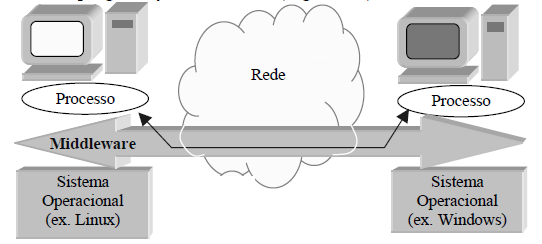 Rede
Processo
Processo
Middleware
Sistema
Operacional
(ex. Linux)
Sistema
Operacional
(ex. Windows)